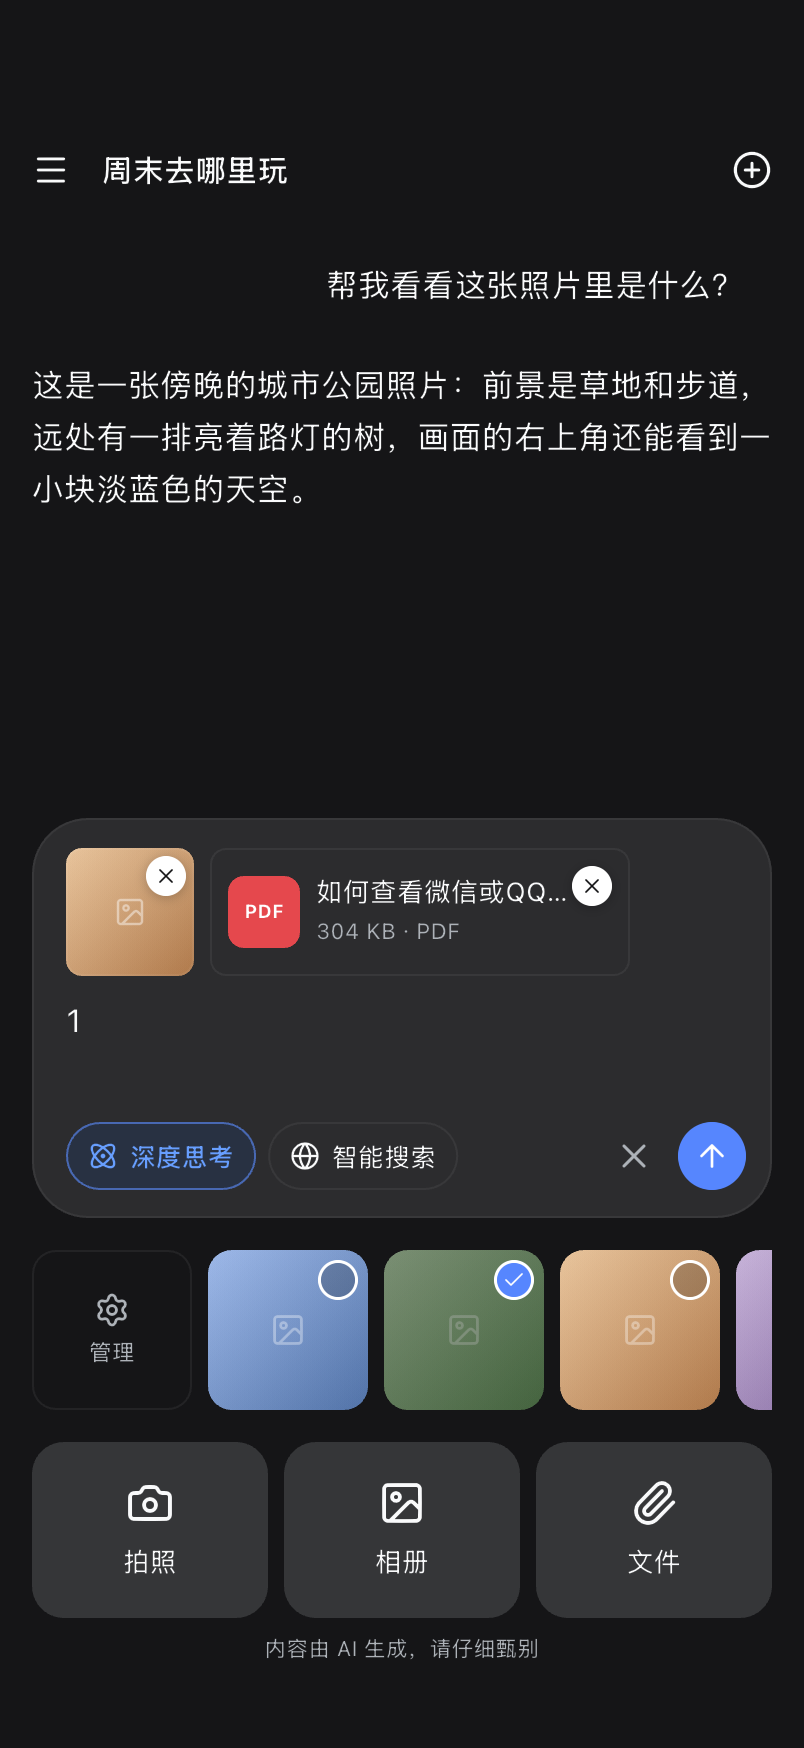 周末去哪里玩
帮我看看这张照片里是什么？
这是一张傍晚的城市公园照片：前景是草地和步道，
远处有一排亮着路灯的树，画面的右上角还能看到一
小块淡蓝色的天空。
PDF
如何查看微信或QQ...
304 KB · PDF
1
深度思考
智能搜索
管理
拍照
相册
文件
内容由 AI 生成，请仔细甄别